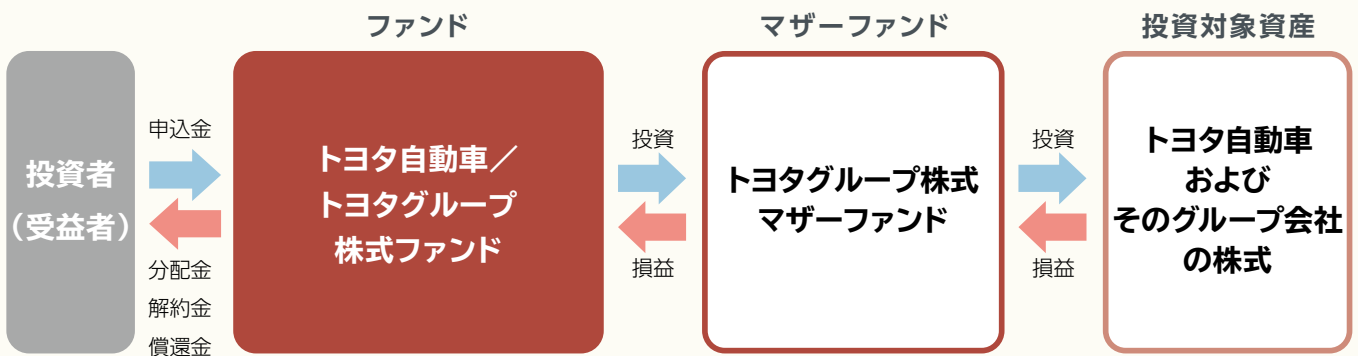 ファンド
マザーファンド
投資対象資産
投資者
（受益者）
申込金
分配金
解約金
償還金
トヨタ自動車／
トヨタグループ
株式ファンド
投資
損益
トヨタグループ株式
マザーファンド
投資
損益
トヨタ自動車
および
そのグループ会社
の株式